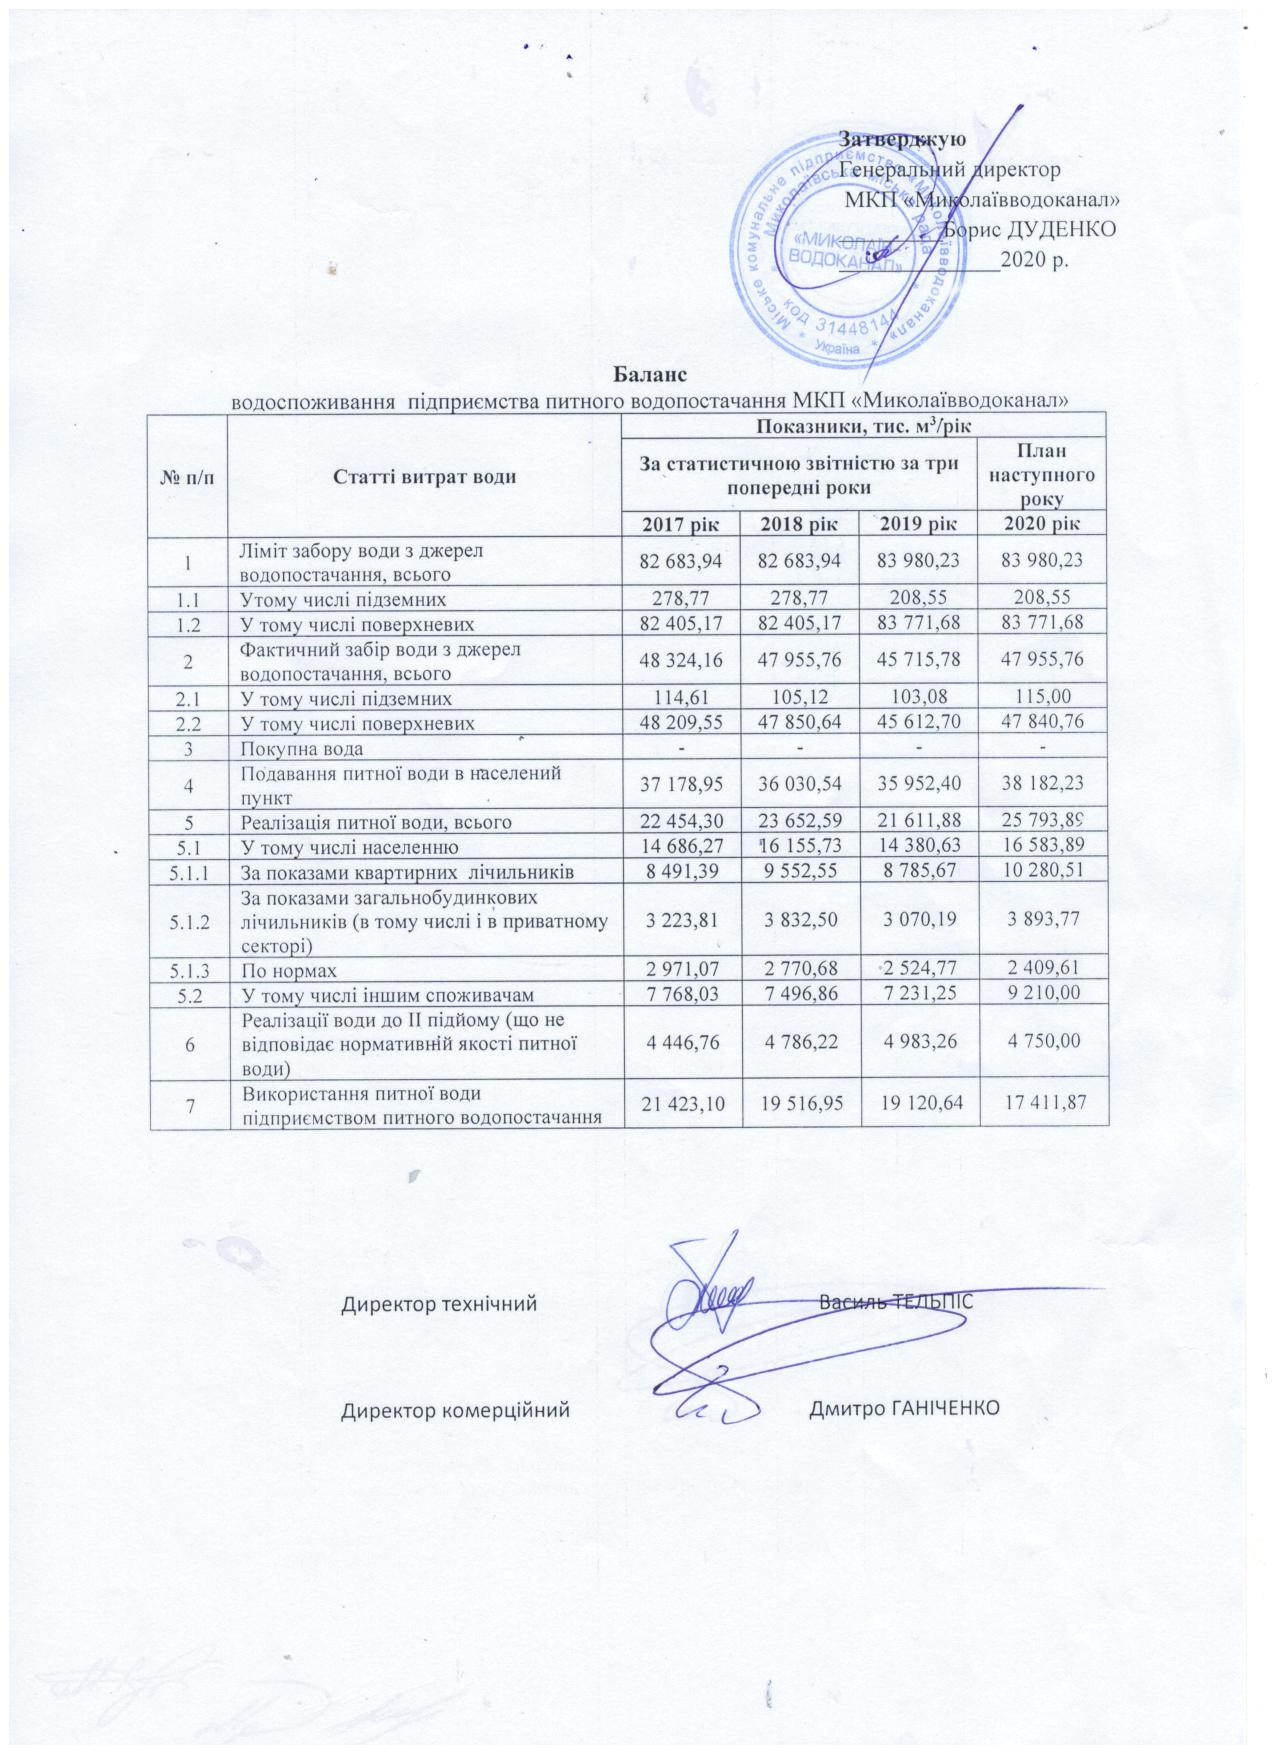 Затверджую
Генеральний директор
МКП «Миколаївводоканал»
Борис ДУДЕНКО
2020 р.
Міське комунальне підприємство «Миколаївводоканал»
Миколаївська міська рада
«МИКОЛАЇВ
ВОДОКАНАЛ»
код 31448144
* Україна *
Баланс
водоспоживання підприємства питного водопостачання МКП «Миколаївводоканал»
№ п/п Статті витрат води Показники, тис. м³/рік
За статистичною звітністю за три попередні роки План наступного року
2017 рік 2018 рік 2019 рік 2020 рік
1 Ліміт забору води з джерел водопостачання, всього 82 683,94 82 683,94 83 980,23 83 980,23
1.1 Утому числі підземних 278,77 278,77 208,55 208,55
1.2 У тому числі поверхневих 82 405,17 82 405,17 83 771,68 83 771,68
2 Фактичний забір води з джерел водопостачання, всього 48 324,16 47 955,76 45 715,78 47 955,76
2.1 У тому числі підземних 114,61 105,12 103,08 115,00
2.2 У тому числі поверхневих 48 209,55 47 850,64 45 612,70 47 840,76
3 Покупна вода - - - -
4 Подавання питної води в населений пункт 37 178,95 36 030,54 35 952,40 38 182,23
5 Реалізація питної води, всього 22 454,30 23 652,59 21 611,88 25 793,89
5.1 У тому числі населенню 14 686,27 16 155,73 14 380,63 16 583,89
5.1.1 За показами квартирних лічильників 8 491,39 9 552,55 8 785,67 10 280,51
5.1.2 За показами загальнобудинкових лічильників (в тому числі і в приватному секторі) 3 223,81 3 832,50 3 070,19 3 893,77
5.1.3 По нормах 2 971,07 2 770,68 2 524,77 2 409,61
5.2 У тому числі іншим споживачам 7 768,03 7 496,86 7 231,25 9 210,00
6 Реалізації води до ІІ підйому (що не відповідає нормативній якості питної води) 4 446,76 4 786,22 4 983,26 4 750,00
7 Використання питної води підприємством питного водопостачання 21 423,10 19 516,95 19 120,64 17 411,87
Директор технічний Василь ТЕЛЬПІС
Директор комерційний Дмитро ГАНІЧЕНКО